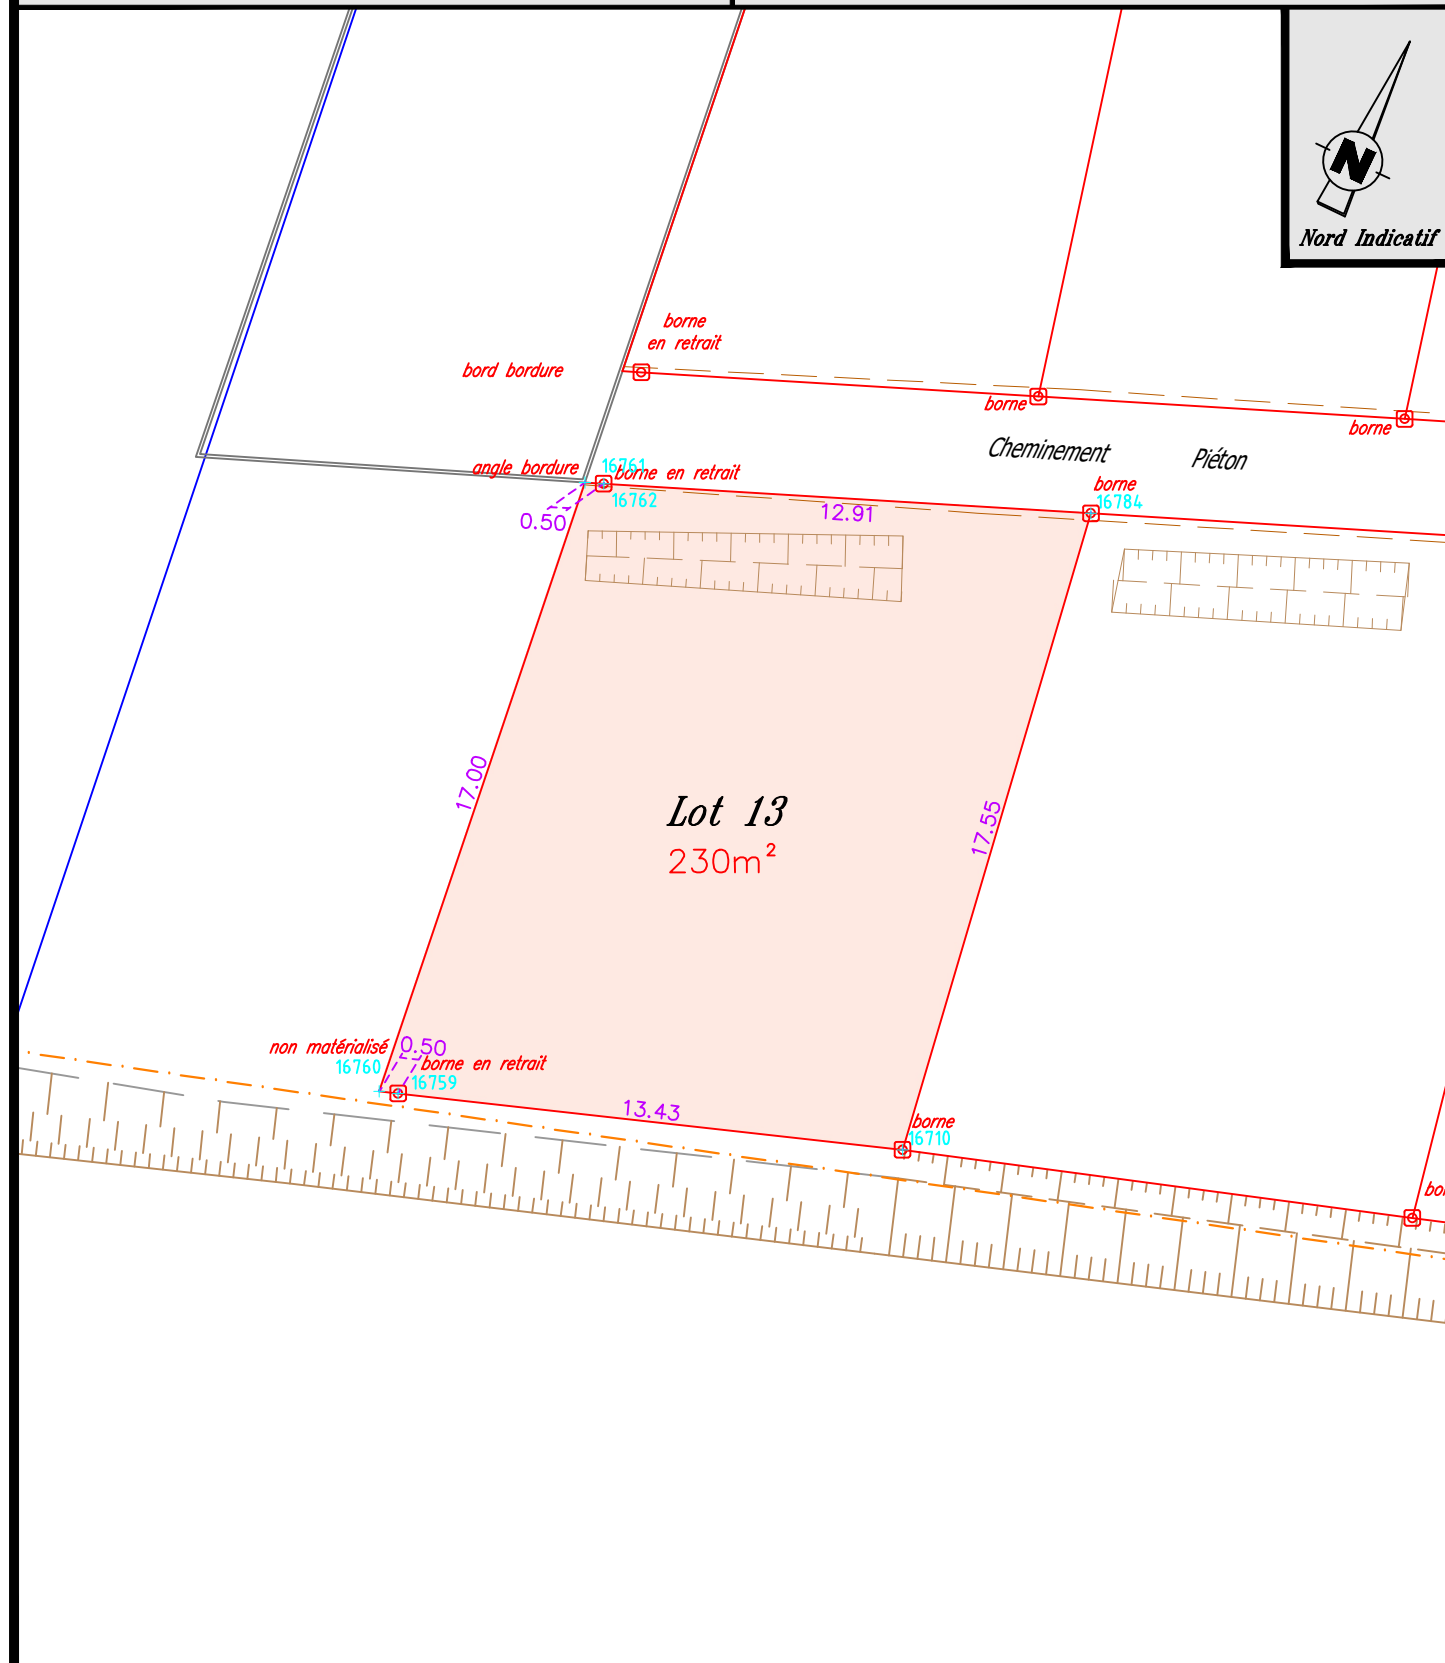 N
Nord Indicatif
borne
en retrait
bord bordure
borne
borne
Cheminement Piéton
angle bordure
16761
borne en retrait
16762
0.50
12.91
borne
16784
17.00
17.55
Lot 13
230m²
non matérialisé
0.50
16760
borne en retrait
16759
13.43
borne
16710